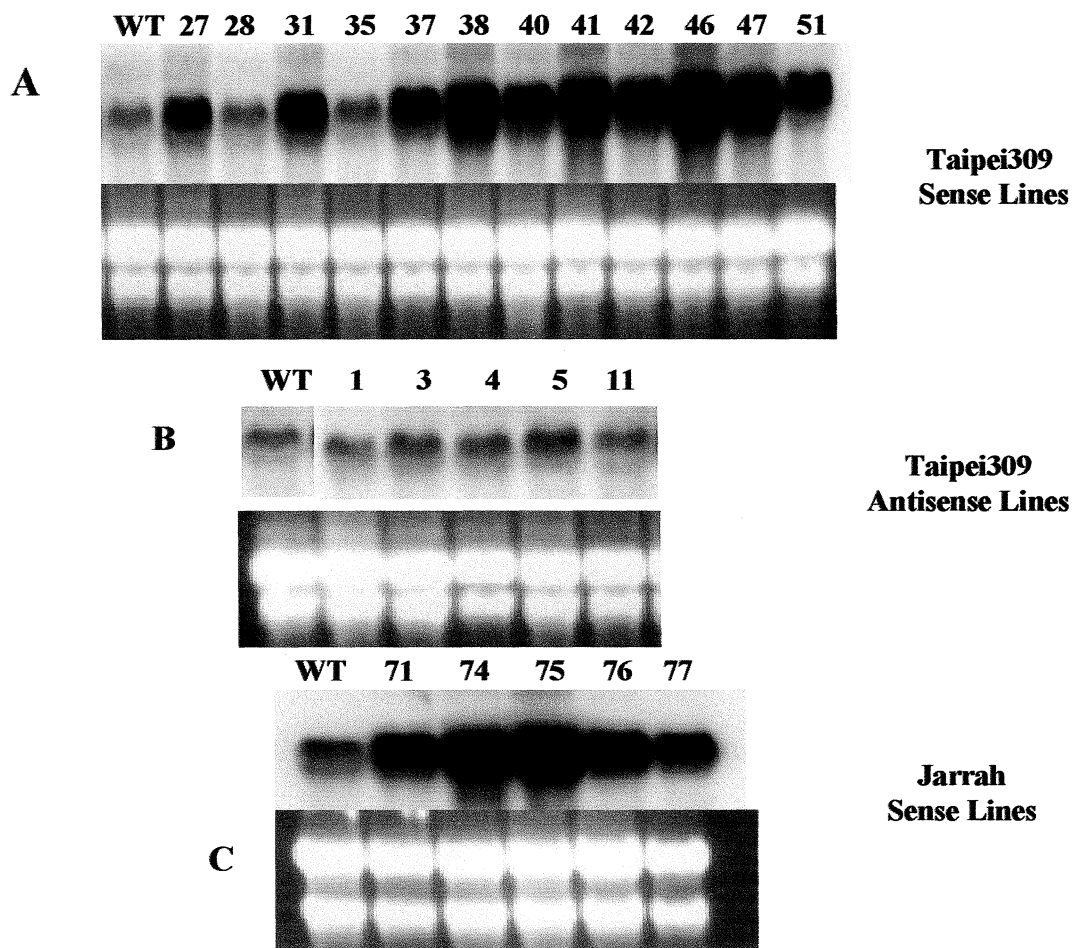 WT 27 28 31 35 37 38 40 41 42 46 47 51
A
Taipei309
Sense Lines
WT 1 3 4 5 11
B
Taipei309
Antisense Lines
WT 71 74 75 76 77
Jarrah
Sense Lines
C